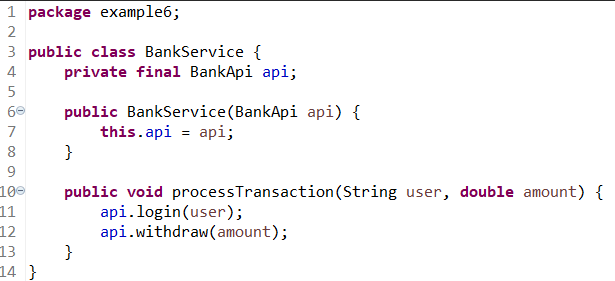 1 package example6;
2
3 public class BankService {
4     private final BankApi api;
5
6     public BankService(BankApi api) {
7         this.api = api;
8     }
9
10     public void processTransaction(String user, double amount) {
11         api.login(user);
12         api.withdraw(amount);
13     }
14 }